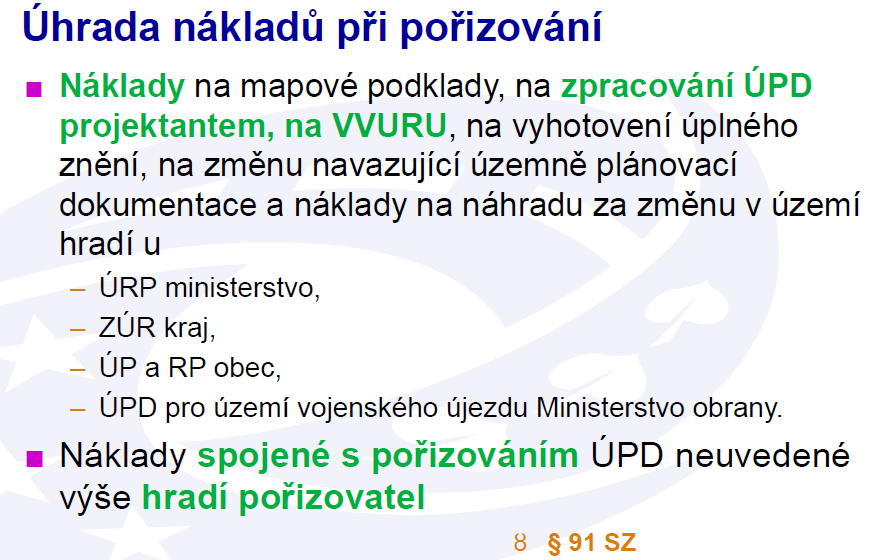 Úhrada nákladů při pořizování
■ Náklady na mapové podklady, na zpracování ÚPD
projektantem, na VVURU, na vyhotovení úplného
znění, na změnu navazující územně plánovací
dokumentace a náklady na náhradu za změnu v území
hradí u
– ÚRP ministerstvo,
– ZÚR kraj,
– ÚP a RP obec,
– ÚPD pro území vojenského újezdu Ministerstvo obrany.
■ Náklady spojené s pořizováním ÚPD neuvedené
výše hradí pořizovatel
8 § 91 SZ